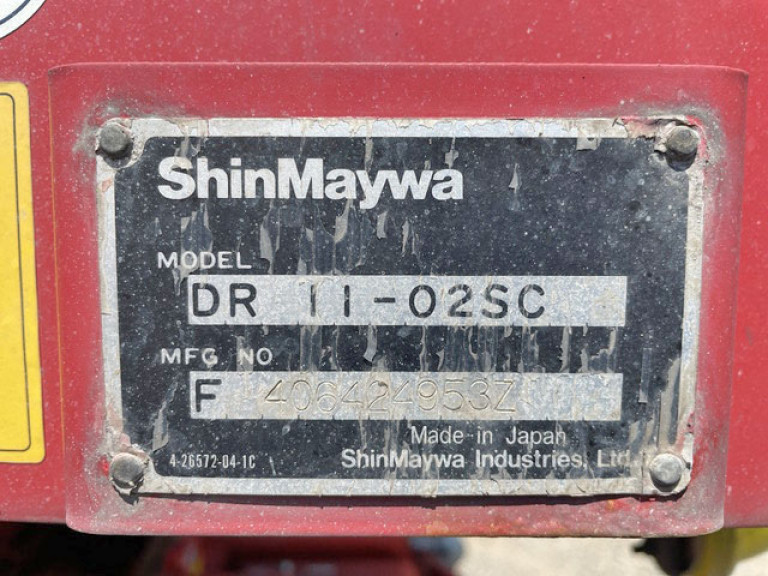 ShinMaywa
MODEL
DR 11-02SC
MFG NO
F 406424953Z
Made in Japan
4-26572-04-1C
ShinMaywa Industries, Ltd.